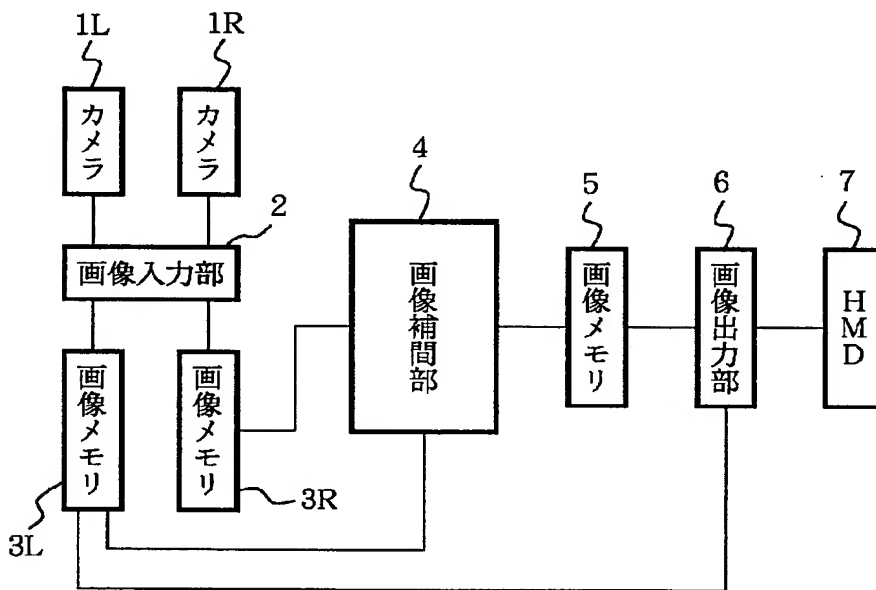 1L
1R
カメラ
カメラ
2
画像入力部
4
5
6
7
画像メモリ
画像メモリ
画像補間部
画像メモリ
画像出力部
HMD
3L
3R